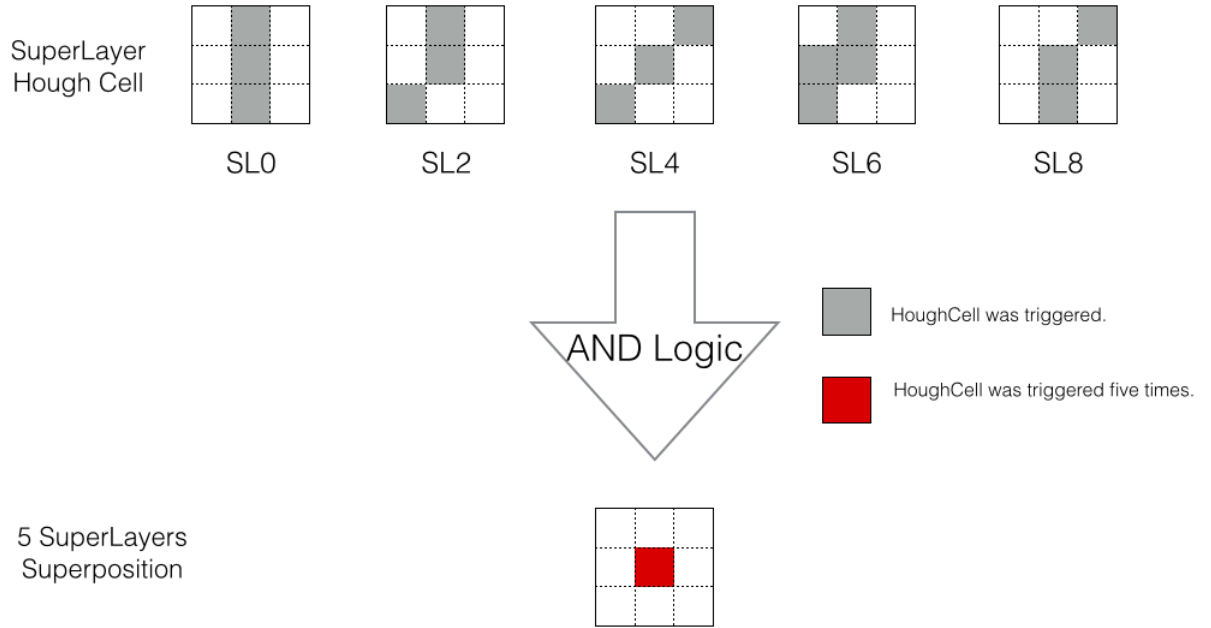 SuperLayer
Hough Cell
SL0
SL2
SL4
SL6
SL8
HoughCell was triggered.
AND Logic
HoughCell was triggered five times.
5 SuperLayers
Superposition